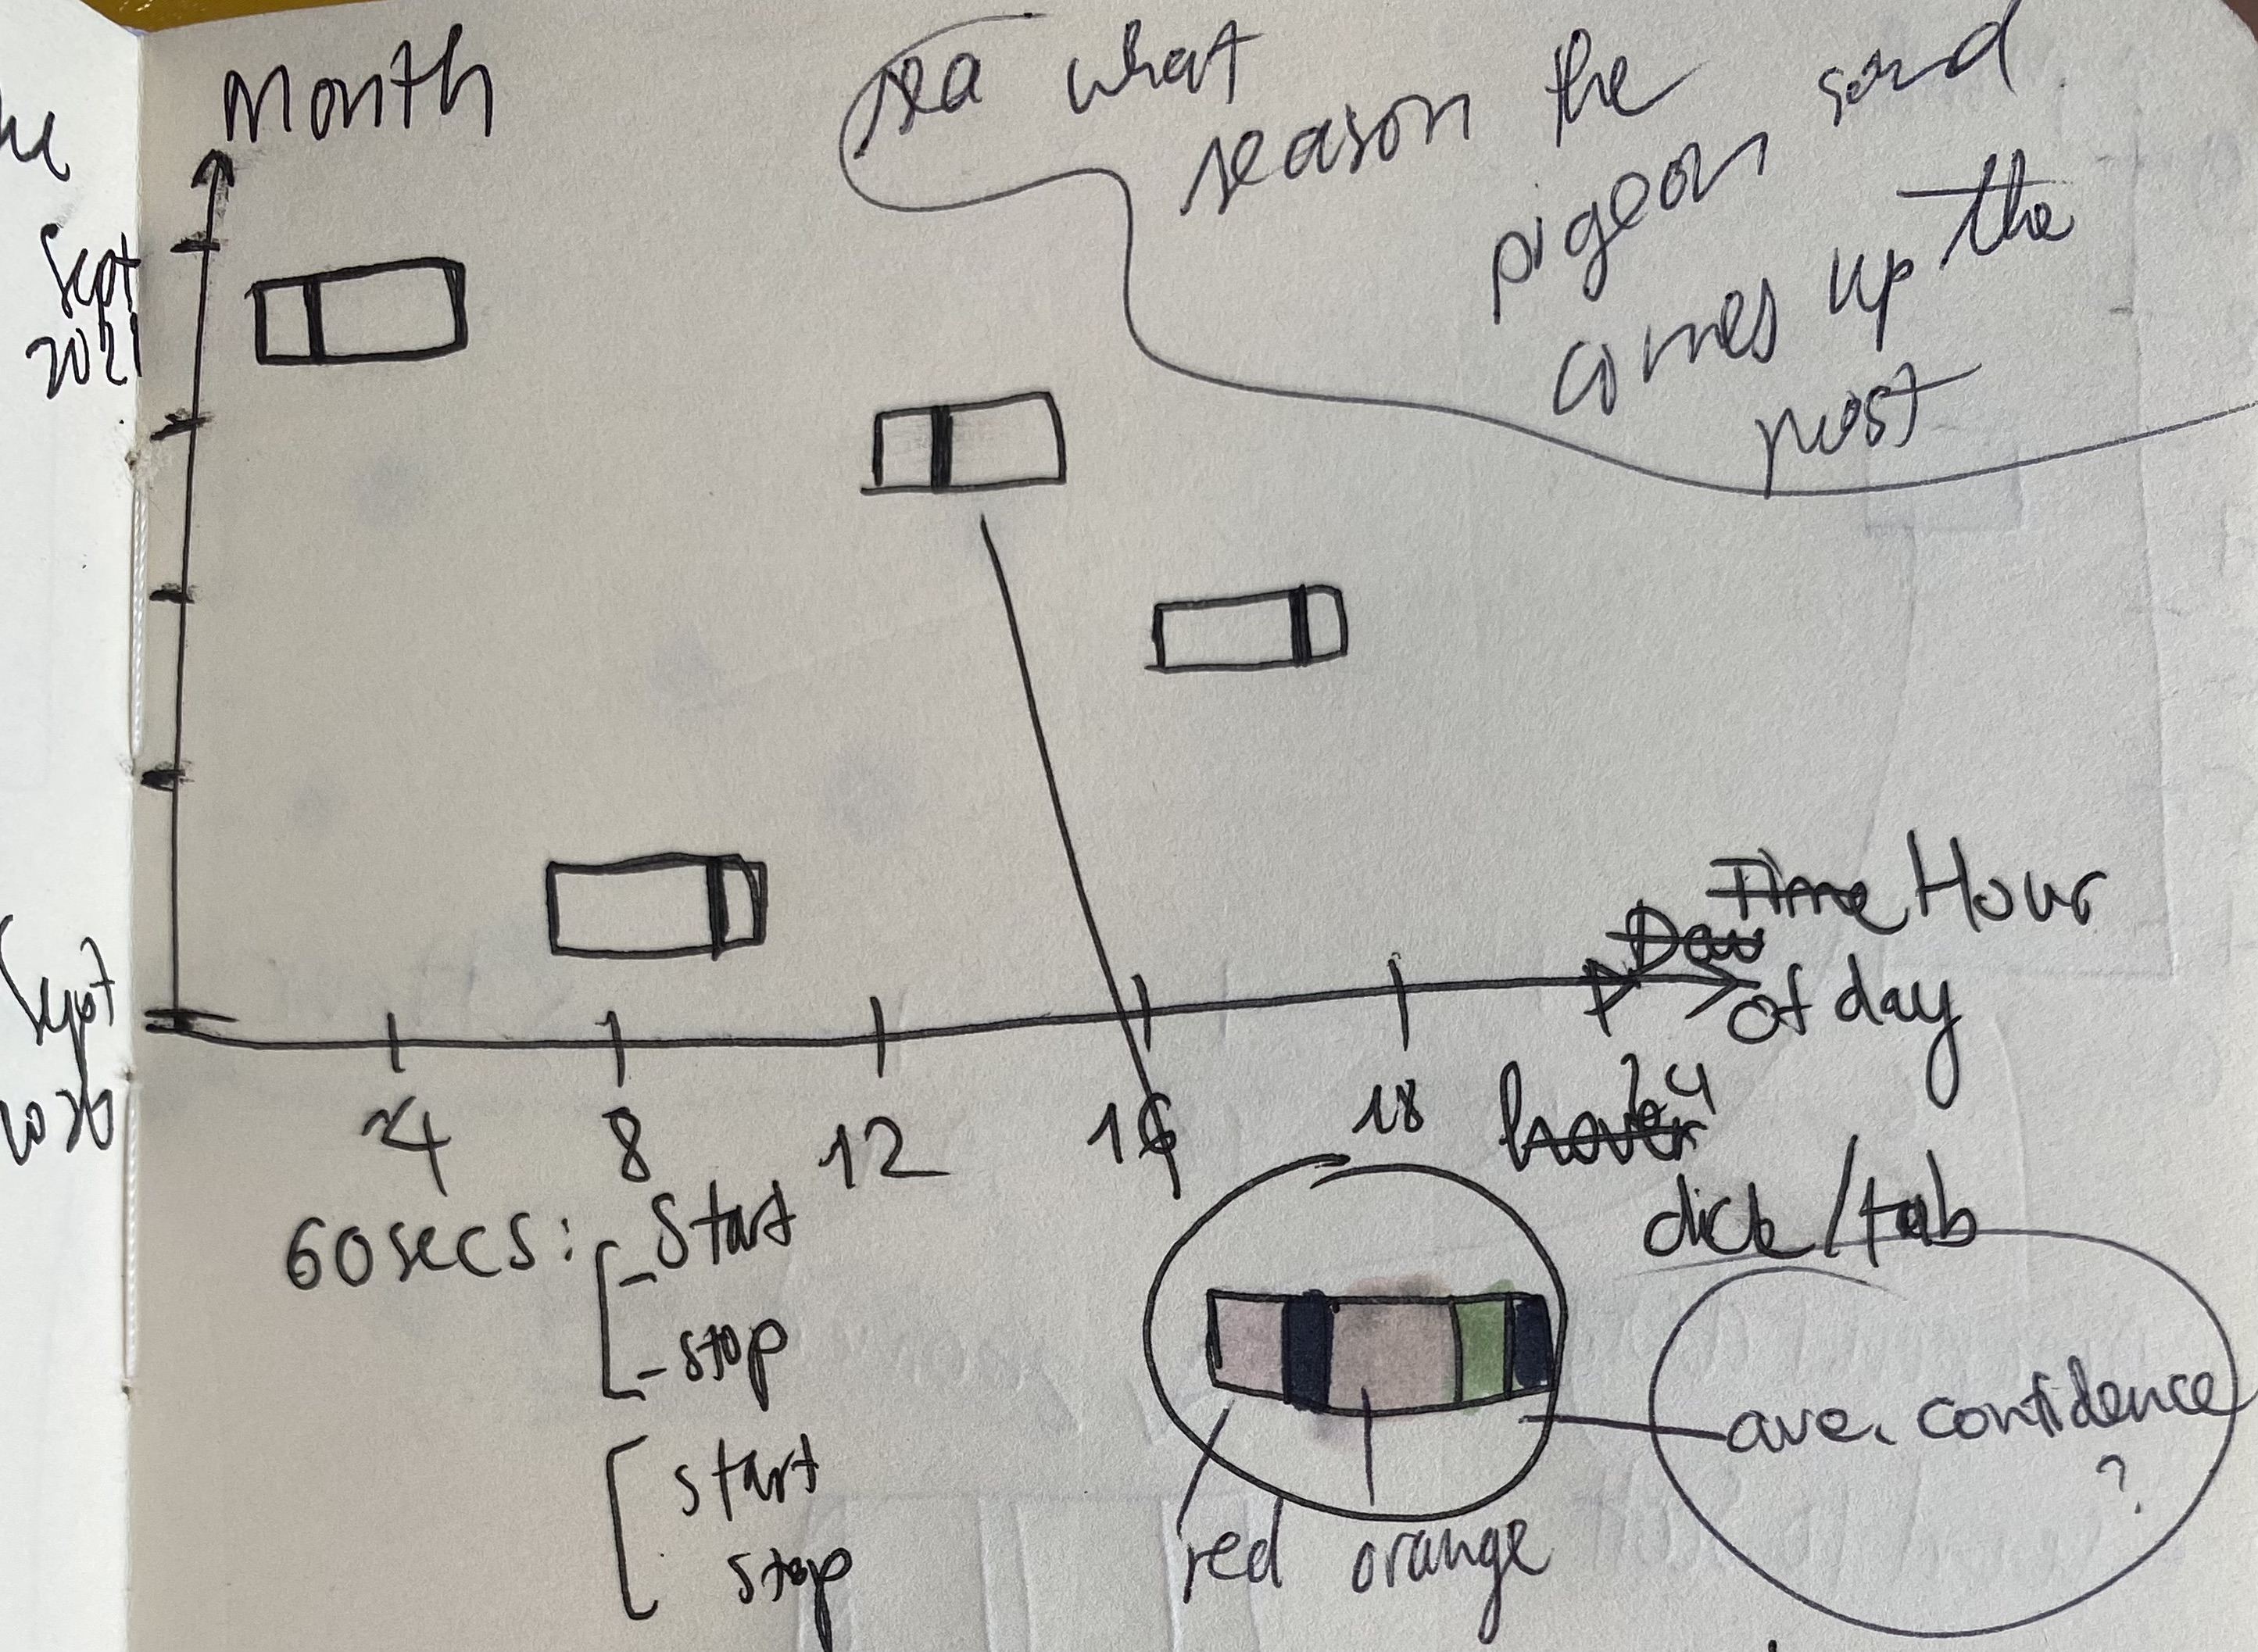 Month
sea what
season the sound
pigeon
comes up the
most
Sept
2021
Time Hour
Day
of day
Sept
2020
4
8
12
16
18
24
hover
click /tab
60secs:
- Start
- stop
start
stop
ave. confidence
?
red orange